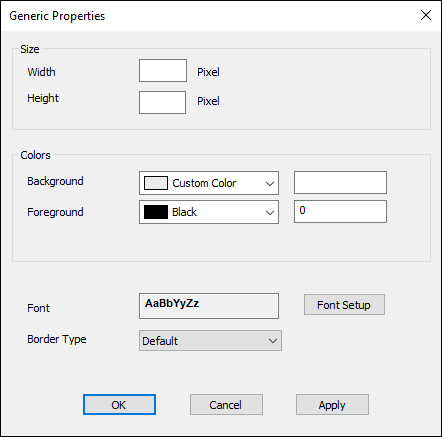 Generic Properties
Size
Width Pixel
Height Pixel
Colors
Background Custom Color
Foreground Black 0
Font AaBbYyZz Font Setup
Border Type Default
OK Cancel Apply